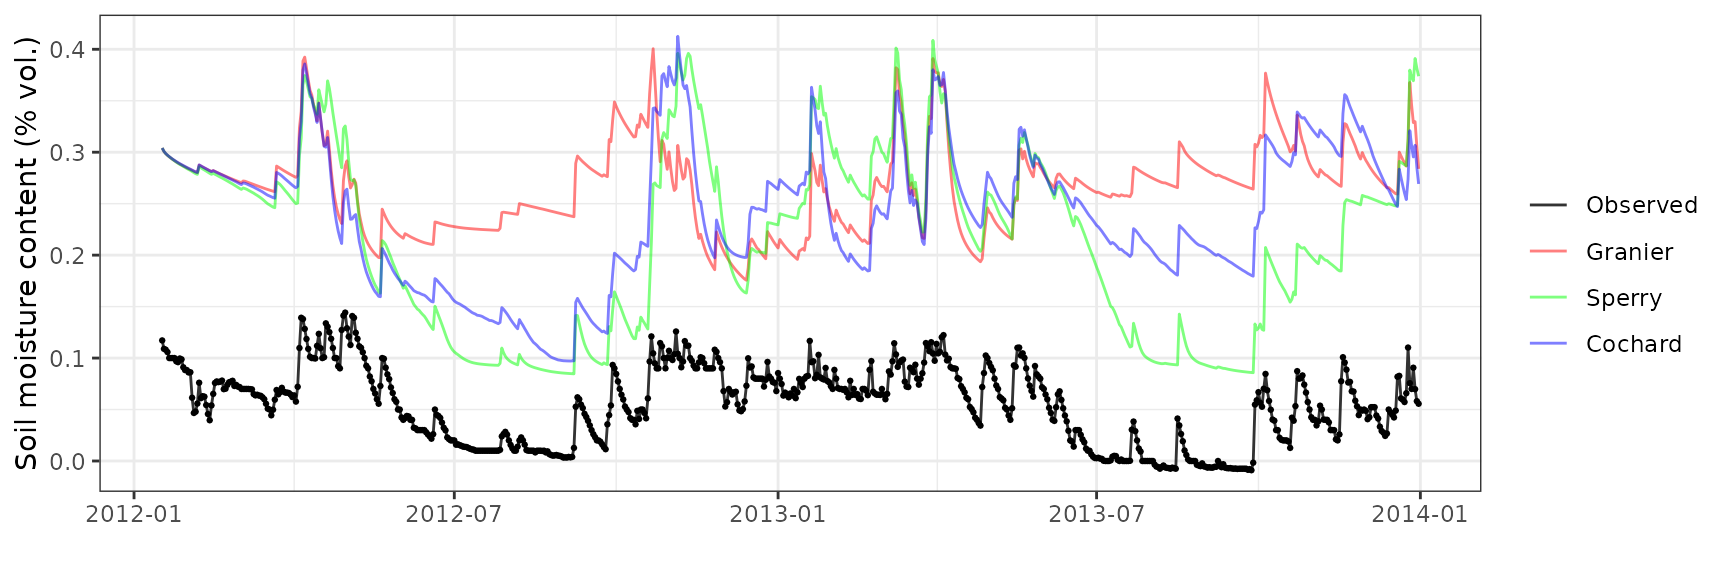 Soil moisture content (% vol.)
0.4
0.3
0.2
0.1
0.0
2012-01
2012-07
2013-01
2013-07
2014-01
Observed
Granier
Sperry
Cochard